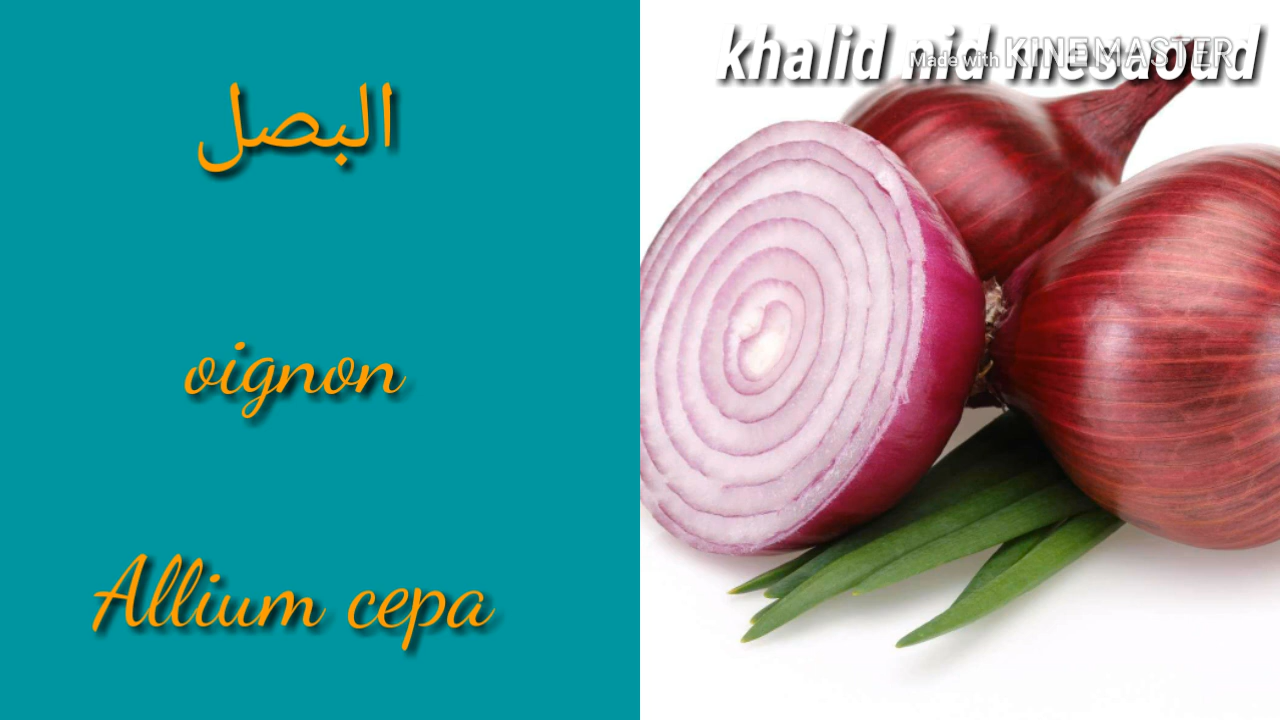 khalid nid mesaoud
Made with KINEMASTER
البصل
oignon
Allium cepa